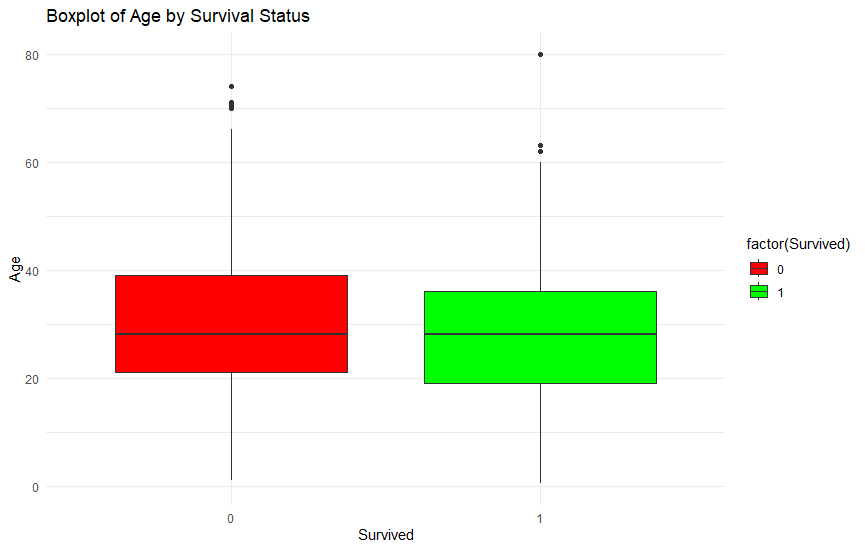 Boxplot of Age by Survival Status
80
60
40
20
0
Age
0
1
Survived
factor(Survived)
0
1